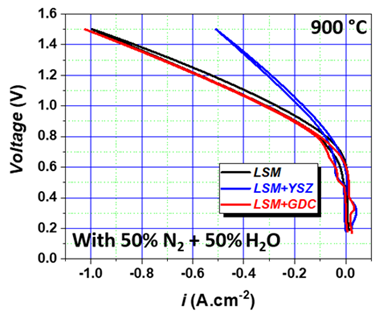 1.6
1.4
1.2
1.0
0.8
0.6
0.4
0.2
0.0
Voltage (V)
900 °C
LSM
LSM+YSZ
LSM+GDC
With 50% N₂ + 50% H₂O
-1.0 -0.8 -0.6 -0.4 -0.2 0.0
i (A.cm⁻²)